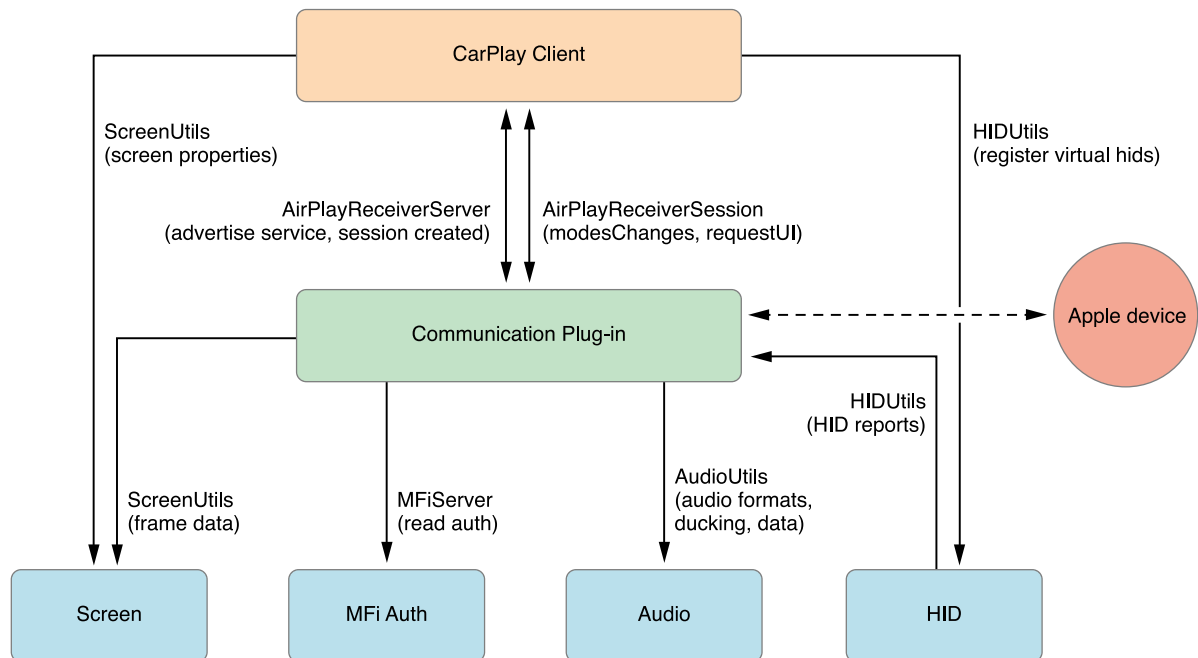 CarPlay Client
ScreenUtils
(screen properties)
HIDUtils
(register virtual hids)
AirPlayReceiverServer
(advertise service, session created)
AirPlayReceiverSession
(modesChanges, requestUI)
Communication Plug-in
Apple device
HIDUtils
(HID reports)
ScreenUtils
(frame data)
MFiServer
(read auth)
AudioUtils
(audio formats,
ducking, data)
Screen
MFi Auth
Audio
HID